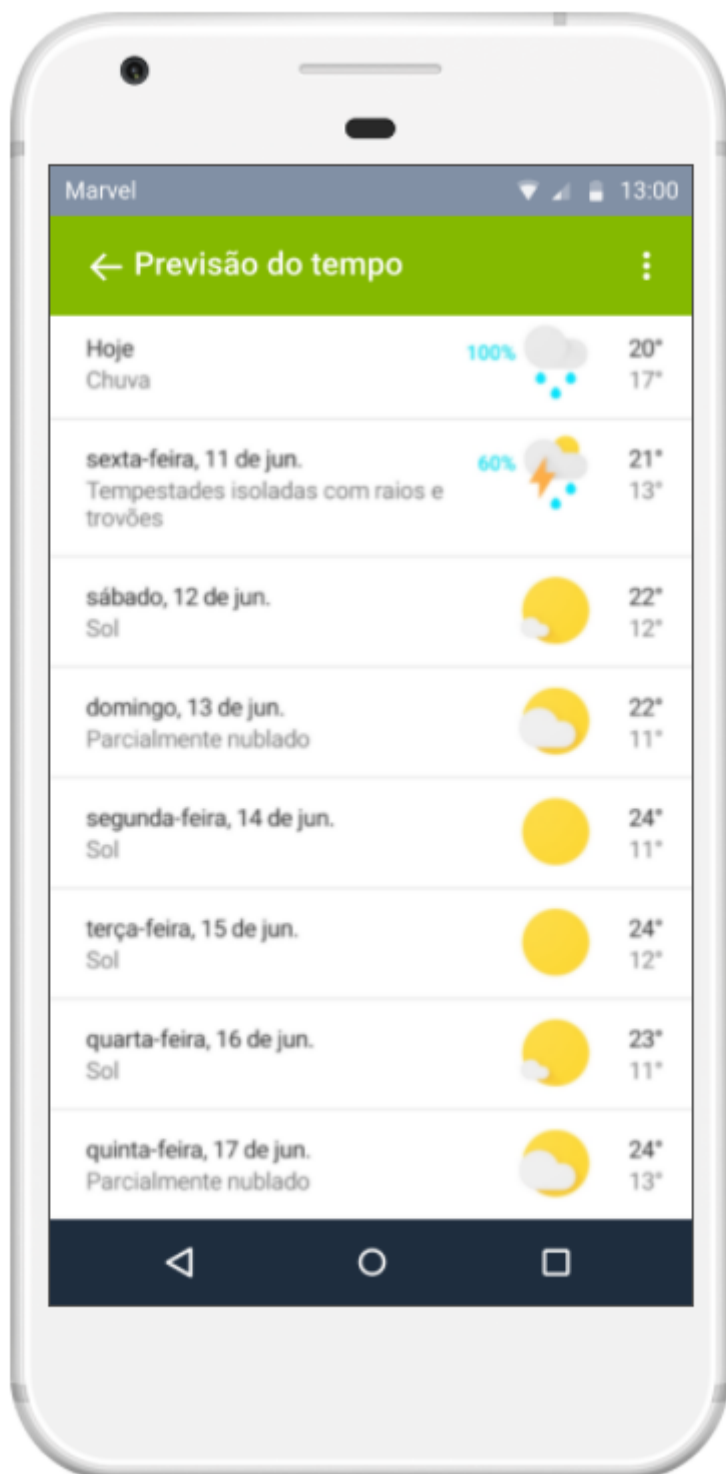 Marvel 13:00
Previsão do tempo
Hoje 100% 20°
Chuva 17°
sexta-feira, 11 de jun. 60% 21°
Tempestades isoladas com raios e 13°
trovões
sábado, 12 de jun. 22°
Sol 12°
domingo, 13 de jun. 22°
Parcialmente nublado 11°
segunda-feira, 14 de jun. 24°
Sol 11°
terça-feira, 15 de jun. 24°
Sol 12°
quarta-feira, 16 de jun. 23°
Sol 11°
quinta-feira, 17 de jun. 24°
Parcialmente nublado 13°